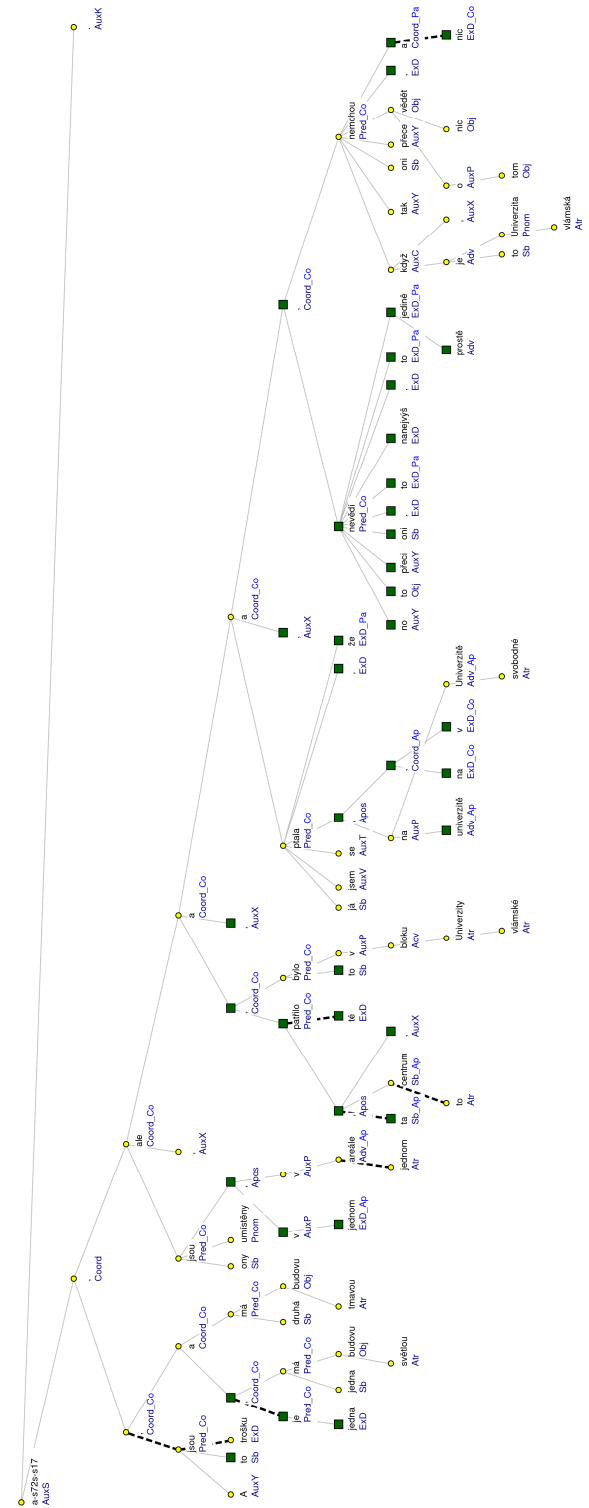 a-s72s-s17
AuxS
, .
Coord AuxK
, ale
Coord_Co Coord_Co
jsou a jsou , a
Pred_Co Coord_Co Pred_Co AuxX Coord_Co
A to trošku , má ony umístěny , , , a
AuxY Sb ExD Coord_Co Pred_Co Sb Pnom Apos Coord_Co AuxX Coord_Co
je má druhá budovu v v patřilo bylo ptala , ,
Pred_Co Pred_Co Sb Obj AuxP AuxP Pred_Co Pred_Co Pred_Co AuxX Coord_Co
jedna jedna budovu tmavou jednom areále , té to v já jsem se , , že nevědí nemchou
ExD Sb Obj Atr ExD_Ap Adv_Ap Apos ExD Sb AuxP Sb AuxV AuxT Apos ExD ExD_Pa Pred_Co Pred_Co
světlou jednom ta centrum , bloku na , no to přeci oni , to nanejvýš , to jedině když tak oni přece vědět , a
Atr Atr Sb_Ap Sb_Ap AuxX Acv AuxP Coord_Ap AuxY Obj AuxY Sb ExD ExD_Pa ExD ExD ExD_Pa ExD_Pa AuxC AuxY Sb AuxY Obj ExD Coord_Pa
to Univerzity univerzitě na v Univerzitě prostě je , o nic nic
Atr Atr Adv_Ap ExD_Co ExD_Co Adv_Ap Adv Adv AuxX AuxP Obj ExD_Co
vlámské svobodné to Univerzita tom
Atr Atr Sb Pnom Obj
vlámská
Atr